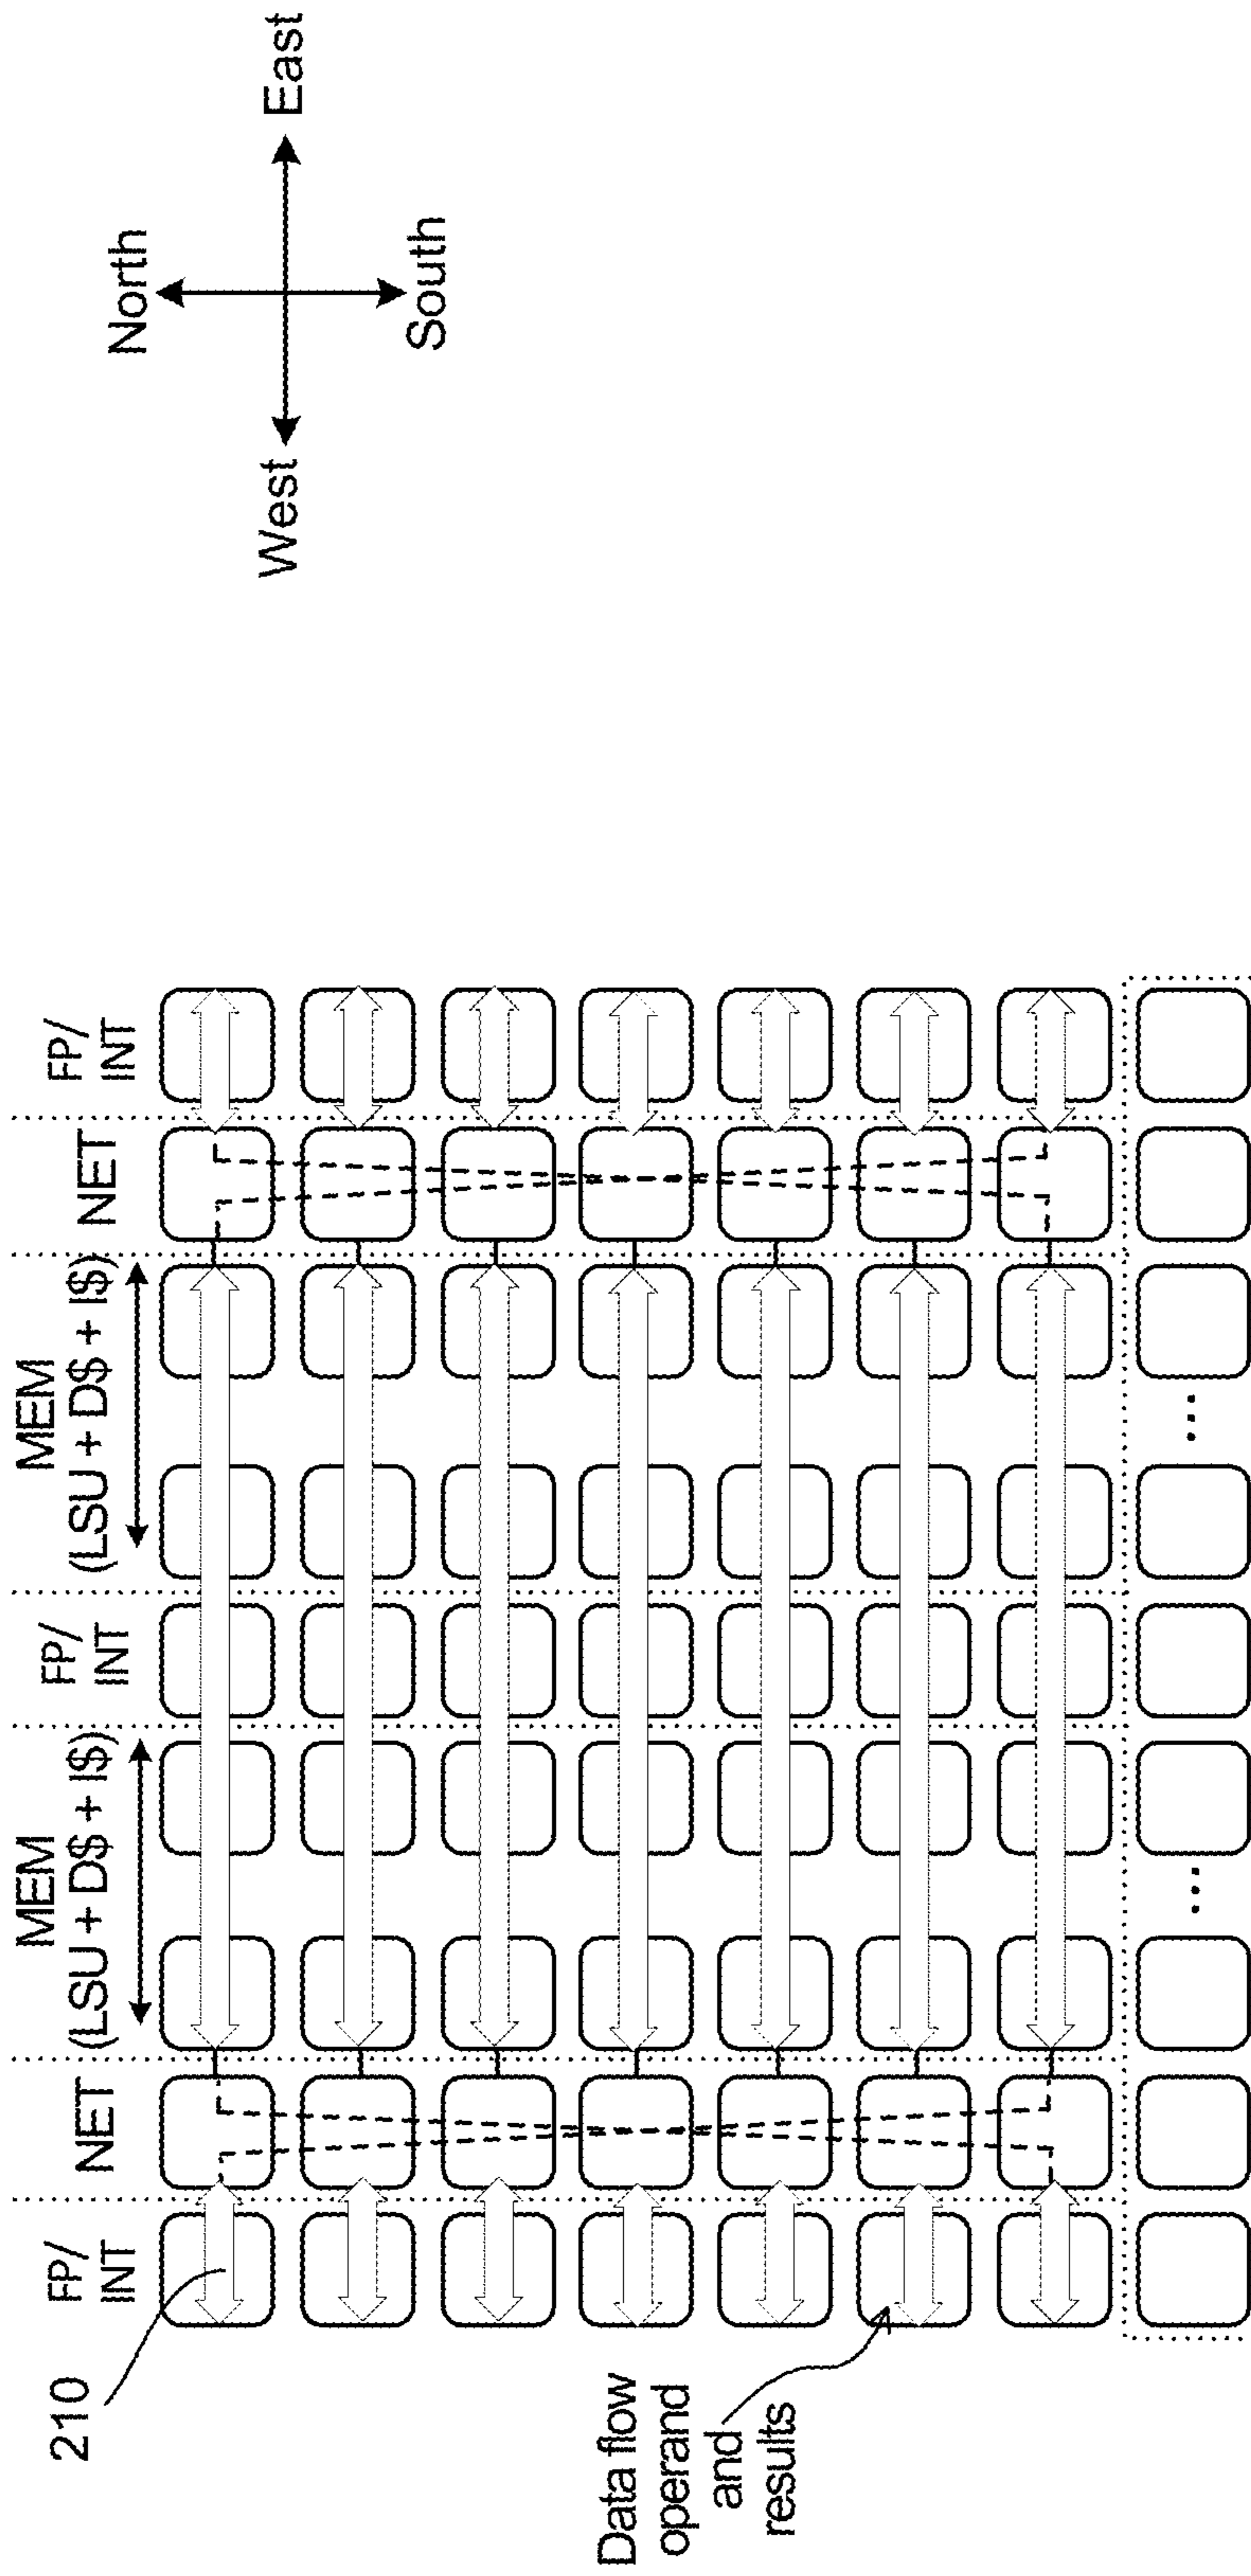 210
FP/
INT
NET
MEM
(LSU + D$ + I$)
FP/
INT
MEM
(LSU + D$ + I$)
NET
FP/
INT
Data flow
operand
and
results
...
...
North
West
East
South